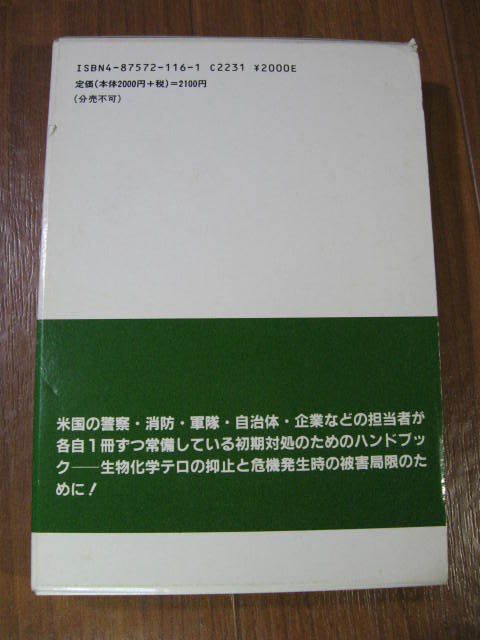 ISBN4-87572-116-1 C2231 ¥2000E
定価(本体2000円+税)=2100円
(分売不可)
米国の警察・消防・軍隊・自治体・企業などの担当者が
各自1冊ずつ常備している初期対処のためのハンドブッ
ク──生物化学テロの抑止と危機発生時の被害局限のた
めに!